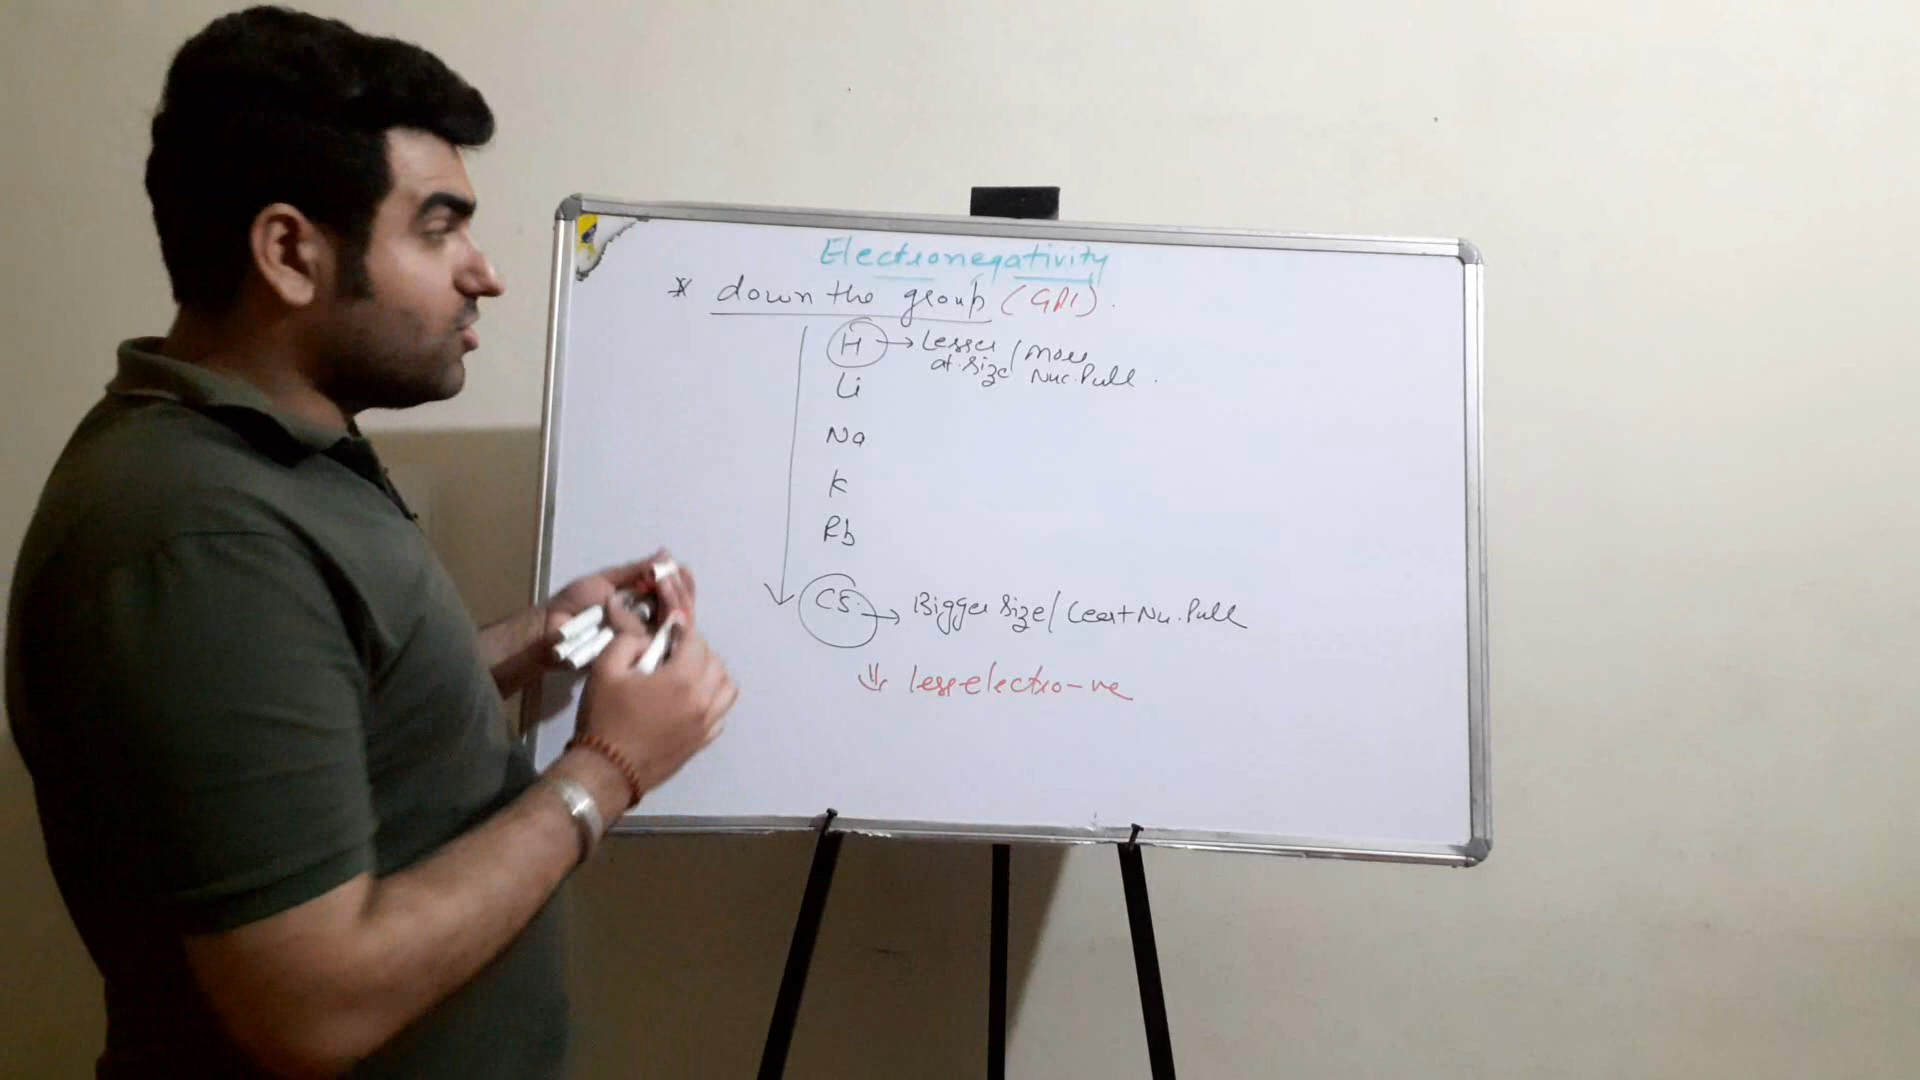 Electronegativity
* down the group (GP1).
H → Lesser at. size / more Nuc. Pull.
Li
Na
K
Rb
Cs. → Bigger size / Least Nu. Pull
⇓ less electro-ve